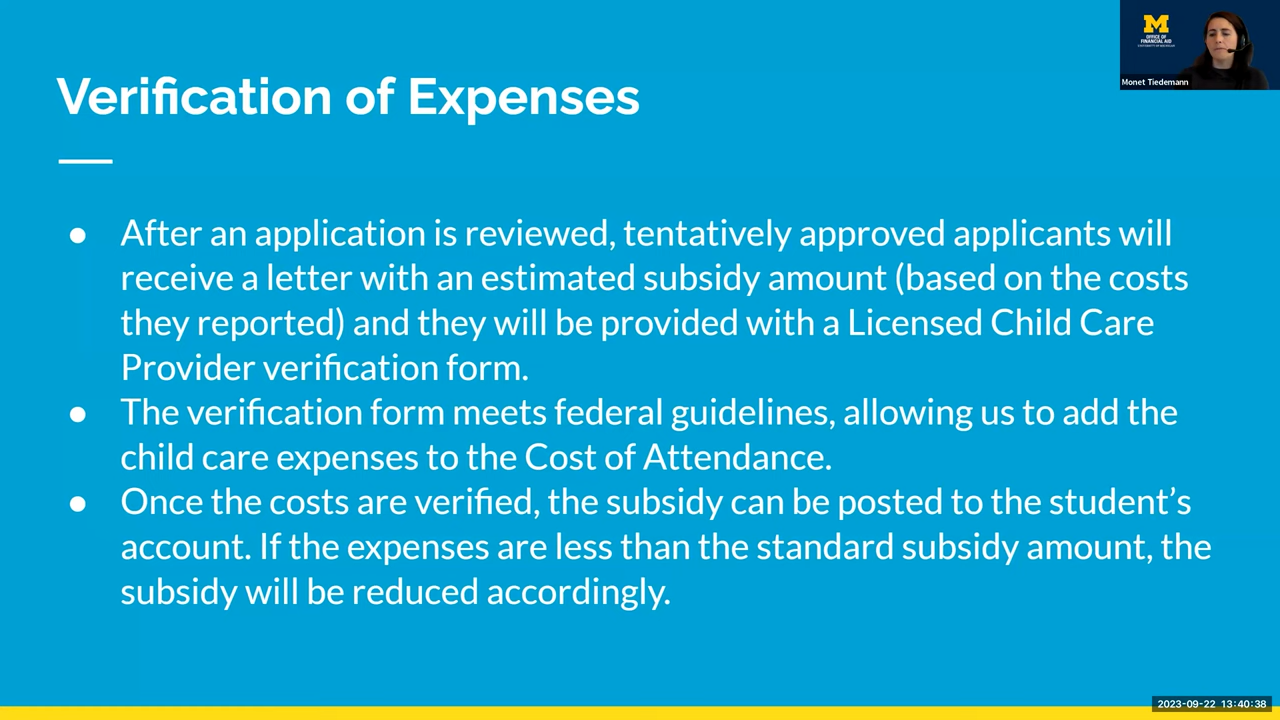 Verification of Expenses
● After an application is reviewed, tentatively approved applicants will
receive a letter with an estimated subsidy amount (based on the costs
they reported) and they will be provided with a Licensed Child Care
Provider verification form.
● The verification form meets federal guidelines, allowing us to add the
child care expenses to the Cost of Attendance.
● Once the costs are verified, the subsidy can be posted to the student’s
account. If the expenses are less than the standard subsidy amount, the
subsidy will be reduced accordingly.
M
OFFICE OF
FINANCIAL AID
UNIVERSITY OF MICHIGAN
Monet Tiedemann
2023-09-22 13:40:38